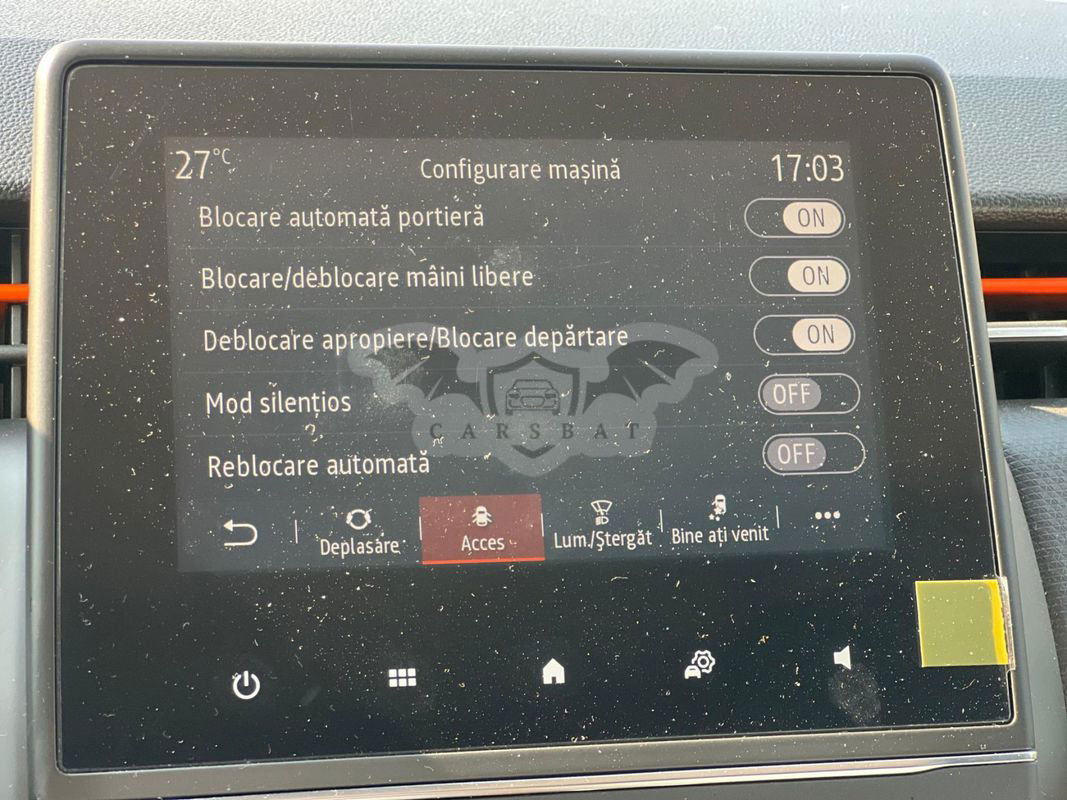 27°C Configurare mașină 17:03
Blocare automată portieră ON
Blocare/deblocare mâini libere ON
Deblocare apropiere/Blocare depărtare ON
Mod silențios OFF
CARSBAT
Reblocare automată OFF
Deplasare Acces Lum./Ștergăt Bine ați venit